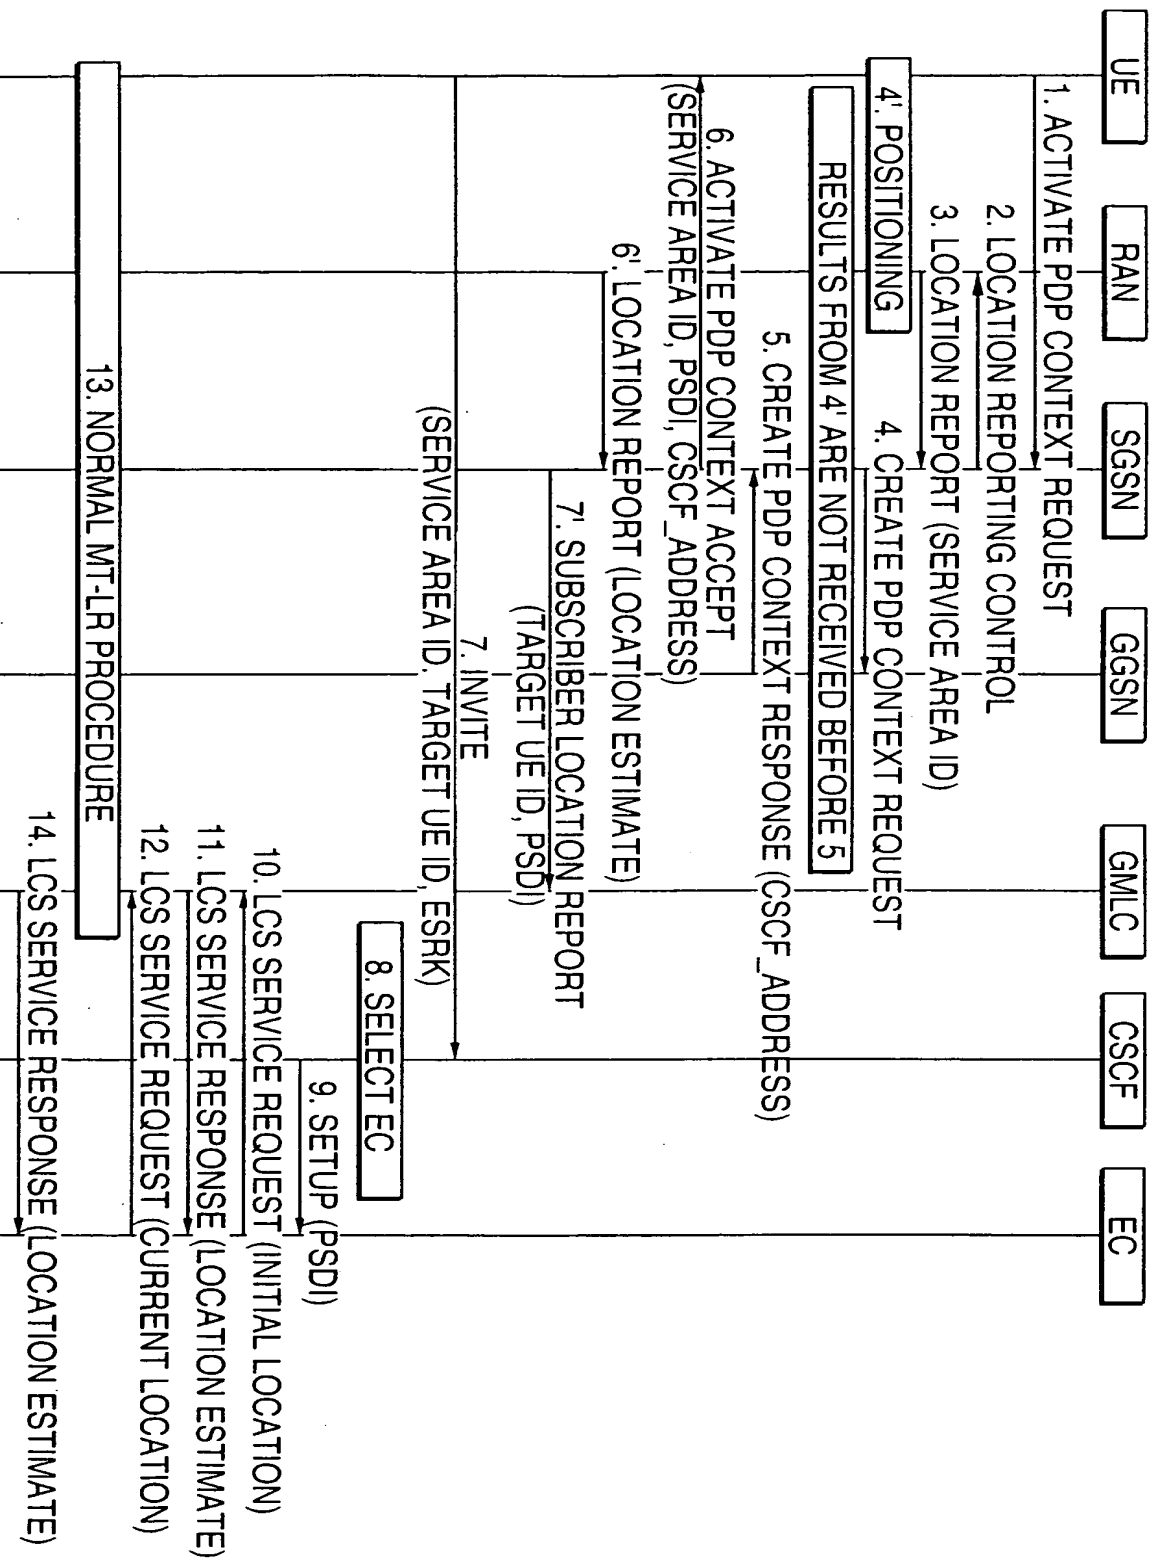 UE
RAN
SGSN
GGSN
GMLC
CSCF
EC
1. ACTIVATE PDP CONTEXT REQUEST
2. LOCATION REPORTING CONTROL
3. LOCATION REPORT (SERVICE AREA ID)
4'. POSITIONING
4. CREATE PDP CONTEXT REQUEST
RESULTS FROM 4' ARE NOT RECEIVED BEFORE 5
5. CREATE PDP CONTEXT RESPONSE (CSCF_ADDRESS)
6. ACTIVATE PDP CONTEXT ACCEPT
(SERVICE AREA ID, PSDI, CSCF_ADDRESS)
6'. LOCATION REPORT (LOCATION ESTIMATE)
7'. SUBSCRIBER LOCATION REPORT
(TARGET UE ID, PSDI)
7. INVITE
(SERVICE AREA ID, TARGET UE ID, ESRK)
8. SELECT EC
9. SETUP (PSDI)
10. LCS SERVICE REQUEST (INITIAL LOCATION)
11. LCS SERVICE RESPONSE (LOCATION ESTIMATE)
12. LCS SERVICE REQUEST (CURRENT LOCATION)
13. NORMAL MT-LR PROCEDURE
14. LCS SERVICE RESPONSE (LOCATION ESTIMATE)